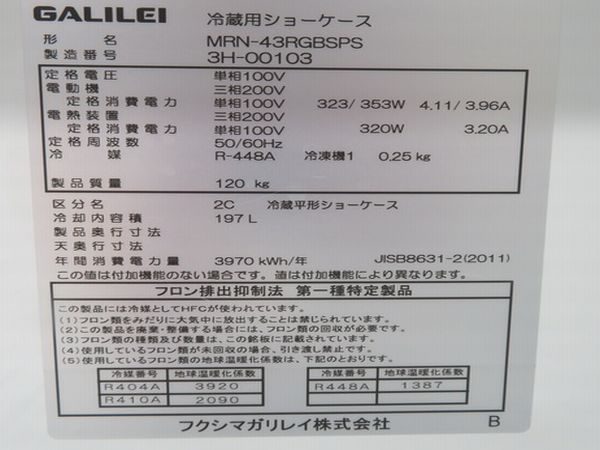 GALILEI 冷蔵用ショーケース
形名 MRN-43RGBSPS
製造番号 3H-00103
定格電圧 単相100V
電動機 三相200V
定格消費電力 単相100V 323/353W 4.11/3.96A
電熱装置 三相200V
定格消費電力 単相100V 320W 3.20A
定格周波数 50/60Hz
冷媒 R-448A 冷凍機1 0.25kg
製品質量 120 kg
区分名 2C 冷蔵平形ショーケース
冷却内容積 197L
製品奥行寸法
天奥行寸法
年間消費電力量 3970 kWh/年 JISB8631-2(2011)
この値は付加機能のない場合です。値は付加機能により異なります。
フロン排出抑制法 第一種特定製品
この製品には冷媒としてHFCが使われています。
(1)フロン類をみだりに大気中に放出することは禁じられています。
(2)この製品を廃棄・整備する場合には、フロン類の回収が必要です。
(3)フロン類の種類及び数量は、この銘板に記載されています。
(4)使用しているフロン類が未回収の場合、引き渡し禁止です。
(5)使用しているフロン類の地球温暖化係数は、下記のとおりです。
冷媒番号 地球温暖化係数 冷媒番号 地球温暖化係数
R404A 3920 R448A 1387
R410A 2090
フクシマガリレイ株式会社 B